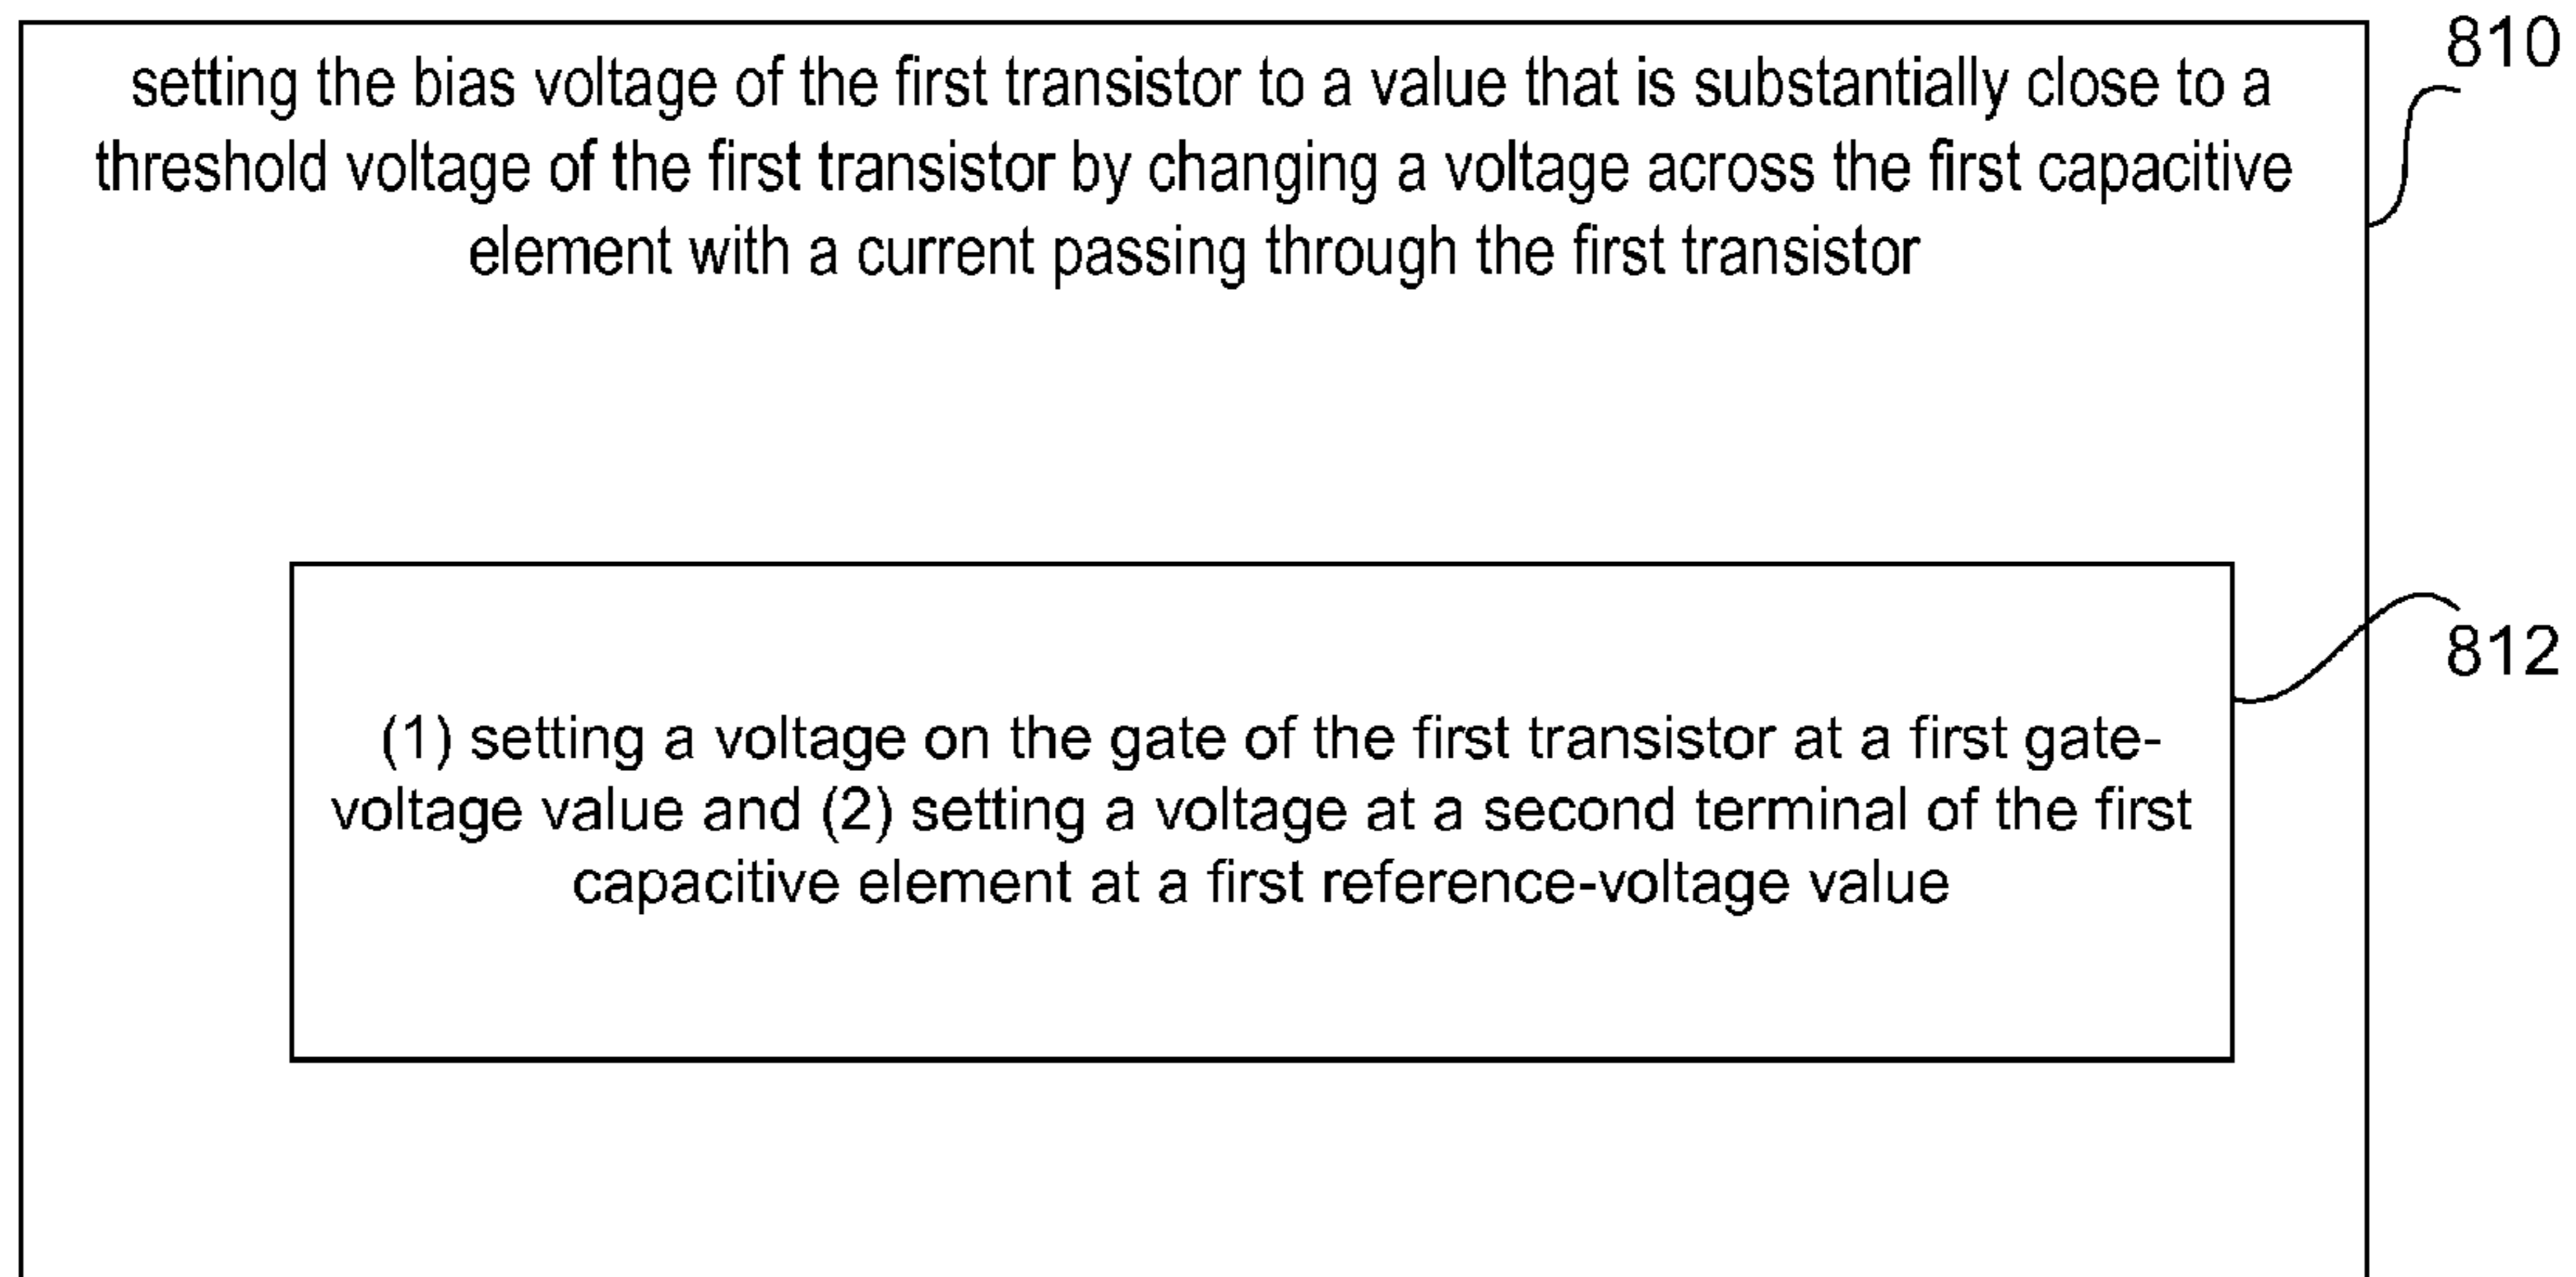 810
setting the bias voltage of the first transistor to a value that is substantially close to a
threshold voltage of the first transistor by changing a voltage across the first capacitive
element with a current passing through the first transistor
812
(1) setting a voltage on the gate of the first transistor at a first gate-
voltage value and (2) setting a voltage at a second terminal of the first
capacitive element at a first reference-voltage value